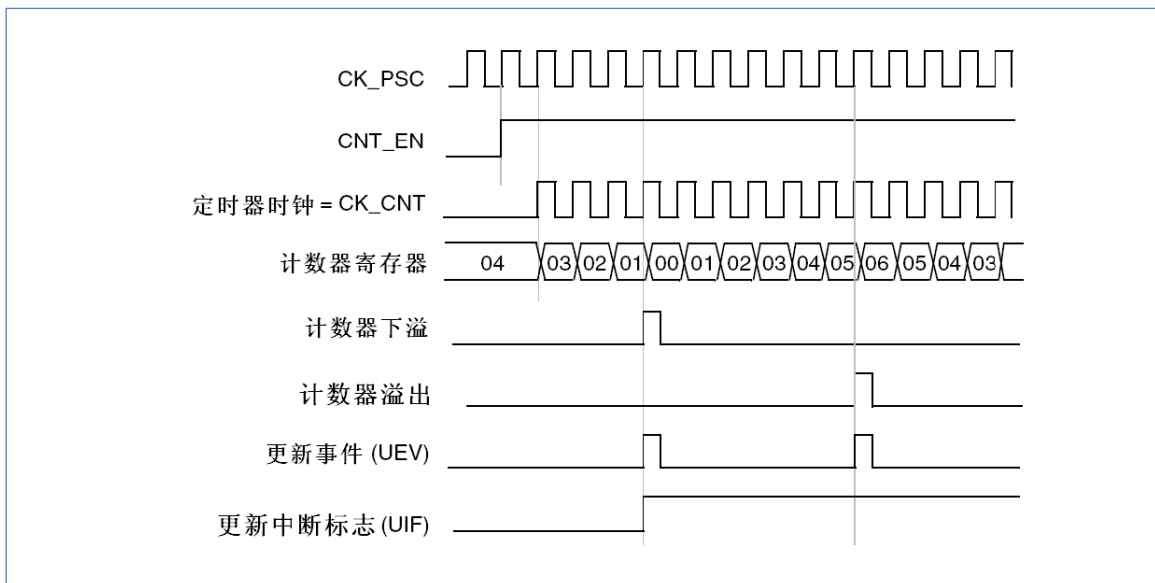 CK_PSC
CNT_EN
定时器时钟 = CK_CNT
计数器寄存器 04 03 02 01 00 01 02 03 04 05 06 05 04 03
计数器下溢
计数器溢出
更新事件 (UEV)
更新中断标志 (UIF)